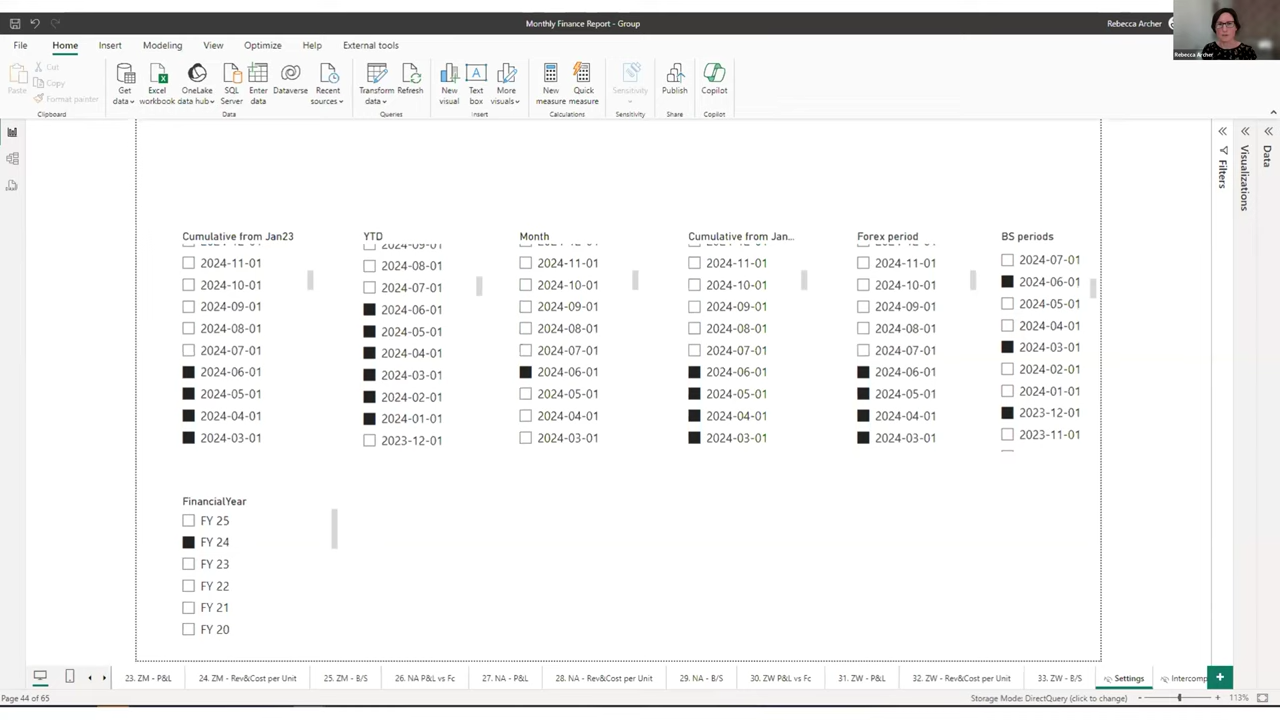 Monthly Finance Report - Group
Rebecca Archer
Rebecca Archer
File Home Insert Modeling View Optimize Help External tools
Paste
Cut
Copy
Format painter
Get data
Excel workbook
OneLake data hub
SQL Server
Enter data
Dataverse
Recent sources
Transform data
Refresh
New visual
Text box
More visuals
New measure
Quick measure
Sensitivity
Publish
Copilot
Clipboard Data Queries Insert Calculations Sensitivity Share Copilot
Filters
Visualizations
Data
Cumulative from Jan23
2024-11-01
2024-10-01
2024-09-01
2024-08-01
2024-07-01
2024-06-01
2024-05-01
2024-04-01
2024-03-01
YTD
2024-09-01
2024-08-01
2024-07-01
2024-06-01
2024-05-01
2024-04-01
2024-03-01
2024-02-01
2024-01-01
2023-12-01
Month
2024-11-01
2024-10-01
2024-09-01
2024-08-01
2024-07-01
2024-06-01
2024-05-01
2024-04-01
2024-03-01
Cumulative from Jan...
2024-11-01
2024-10-01
2024-09-01
2024-08-01
2024-07-01
2024-06-01
2024-05-01
2024-04-01
2024-03-01
Forex period
2024-11-01
2024-10-01
2024-09-01
2024-08-01
2024-07-01
2024-06-01
2024-05-01
2024-04-01
2024-03-01
BS periods
2024-07-01
2024-06-01
2024-05-01
2024-04-01
2024-03-01
2024-02-01
2024-01-01
2023-12-01
2023-11-01
FinancialYear
FY 25
FY 24
FY 23
FY 22
FY 21
FY 20
23. ZM - P&L 24. ZM - Rev&Cost per Unit 25. ZM - B/S 26. NA P&L vs Fc 27. NA - P&L 28. NA - Rev&Cost per Unit 29. NA - B/S 30. ZW P&L vs Fc 31. ZW - P&L 32. ZW - Rev&Cost per Unit 33. ZW - B/S Settings Intercomp
Page 44 of 65
Storage Mode: DirectQuery (click to change)
113%